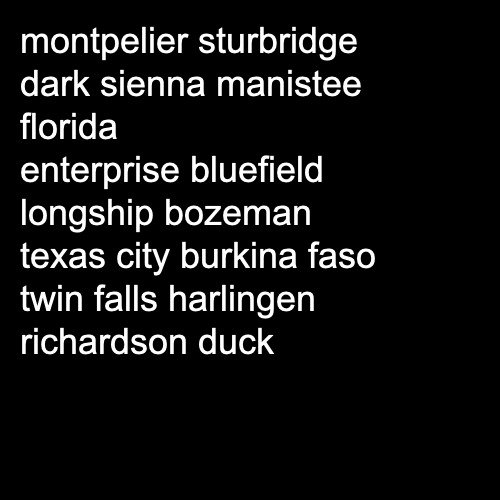 montpelier sturbridge
dark sienna manistee
florida
enterprise bluefield
longship bozeman
texas city burkina faso
twin falls harlingen
richardson duck